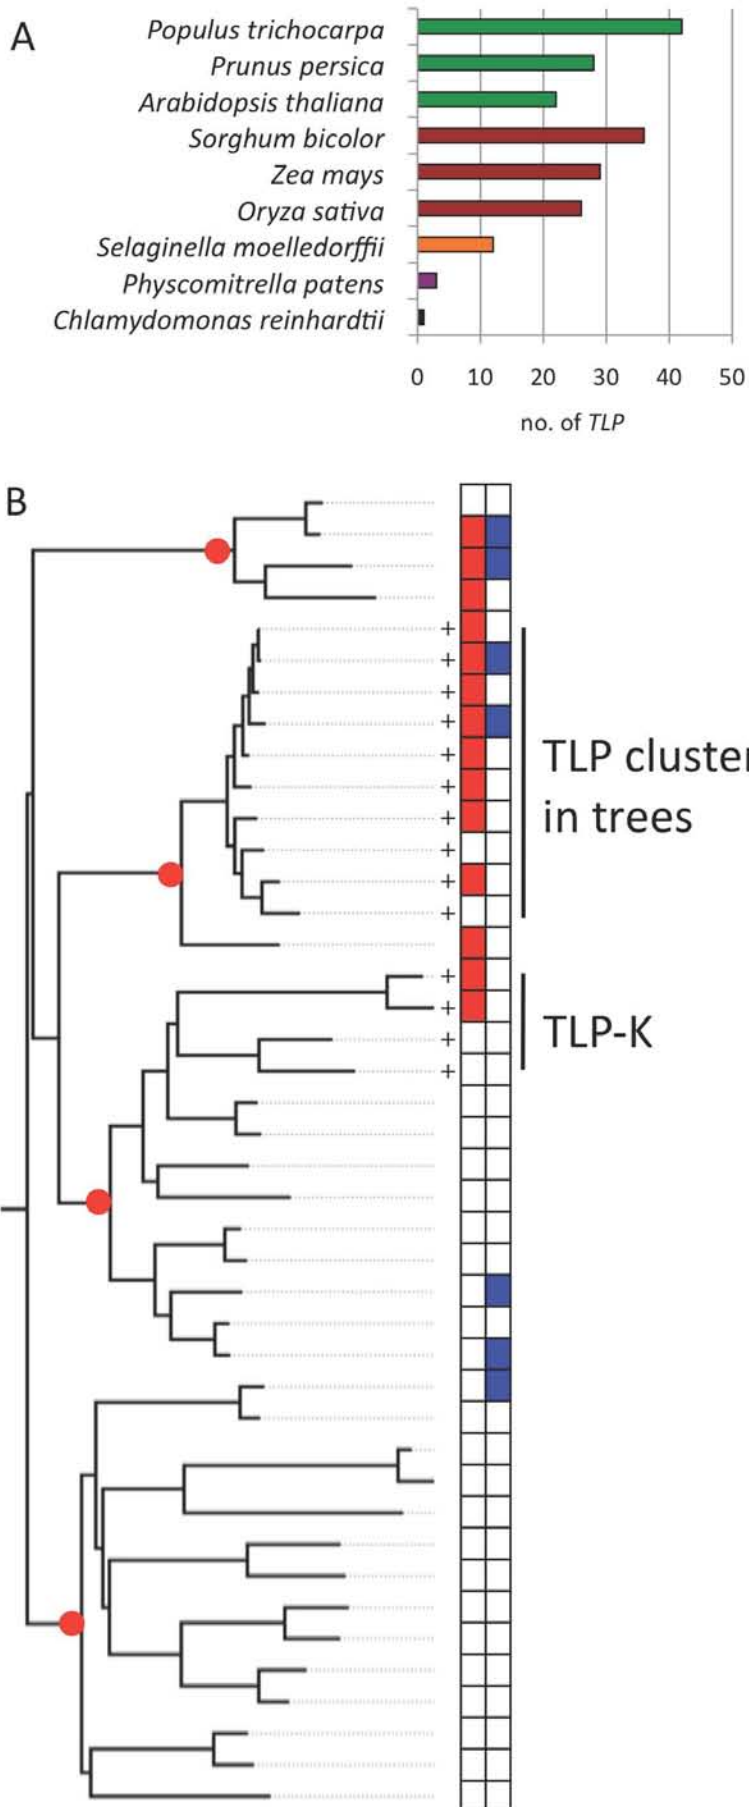 A
Populus trichocarpa
Prunus persica
Arabidopsis thaliana
Sorghum bicolor
Zea mays
Oryza sativa
Selaginella moelledorffii
Physcomitrella patens
Chlamydomonas reinhardtii
0 10 20 30 40 50
no. of TLP
B
+
+
+
+
+
+
+
+
+
+
TLP cluster
in trees
+
+
+
+
TLP-K